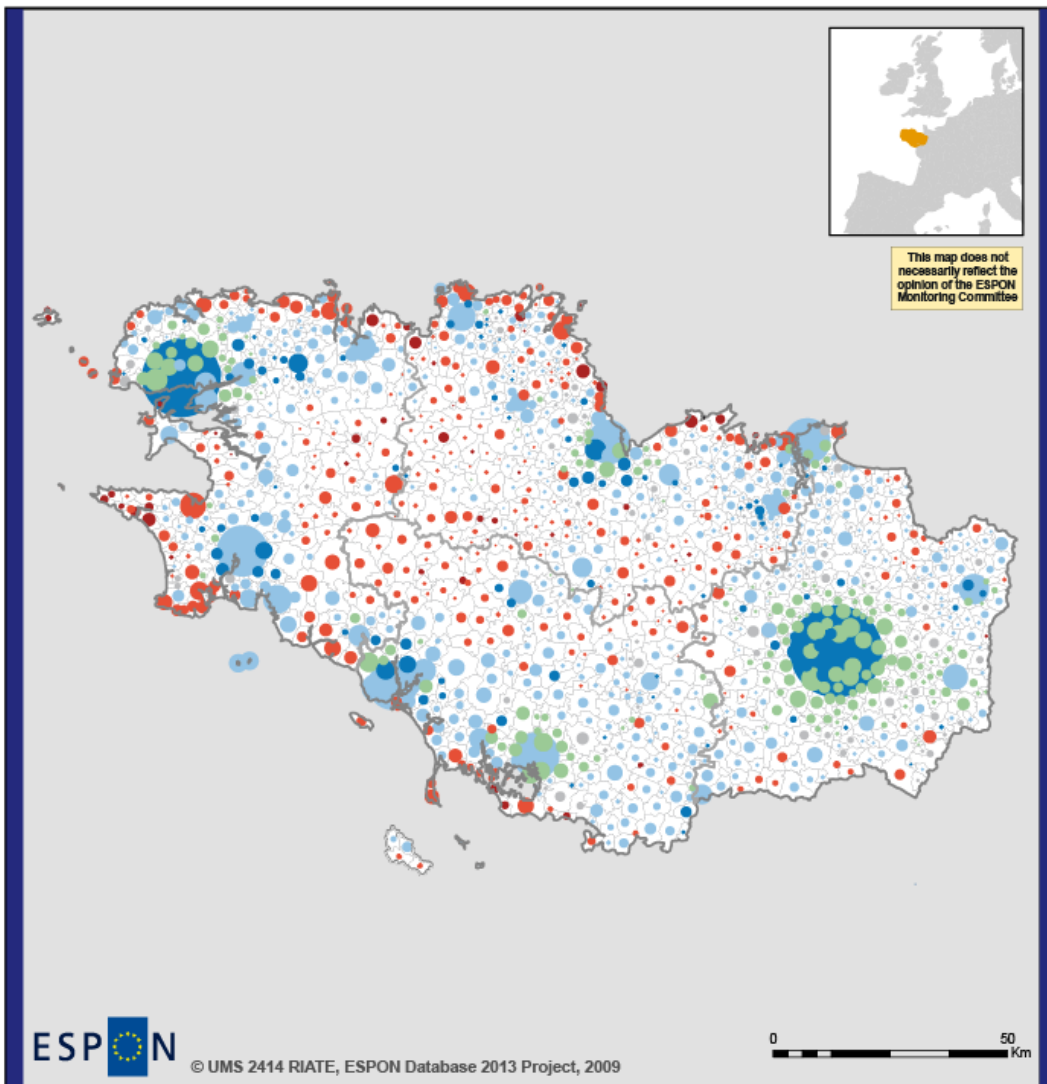 This map does not
necessarily reflect the
opinion of the ESPON
Monitoring Committee
ESPON
© UMS 2414 RIATE, ESPON Database 2013 Project, 2009
0 50
Km